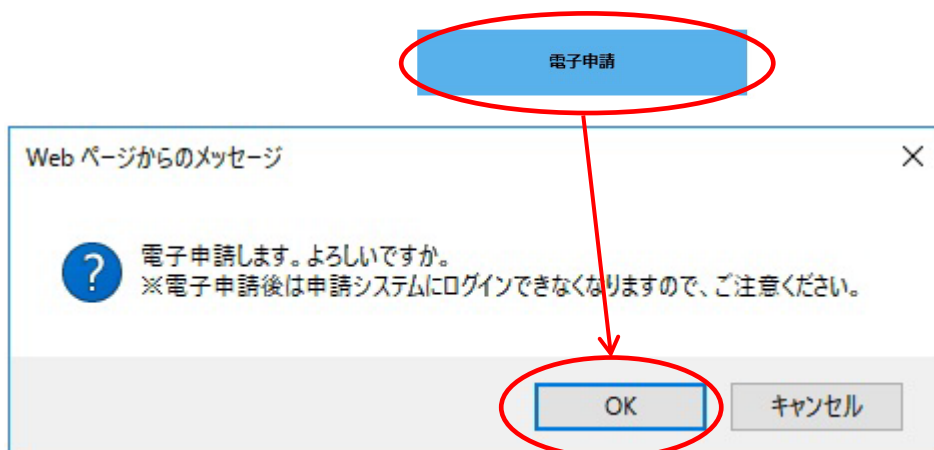 電子申請
Web ページからのメッセージ
電子申請します。よろしいですか。
※電子申請後は申請システムにログインできなくなりますので、ご注意ください。
OK
キャンセル